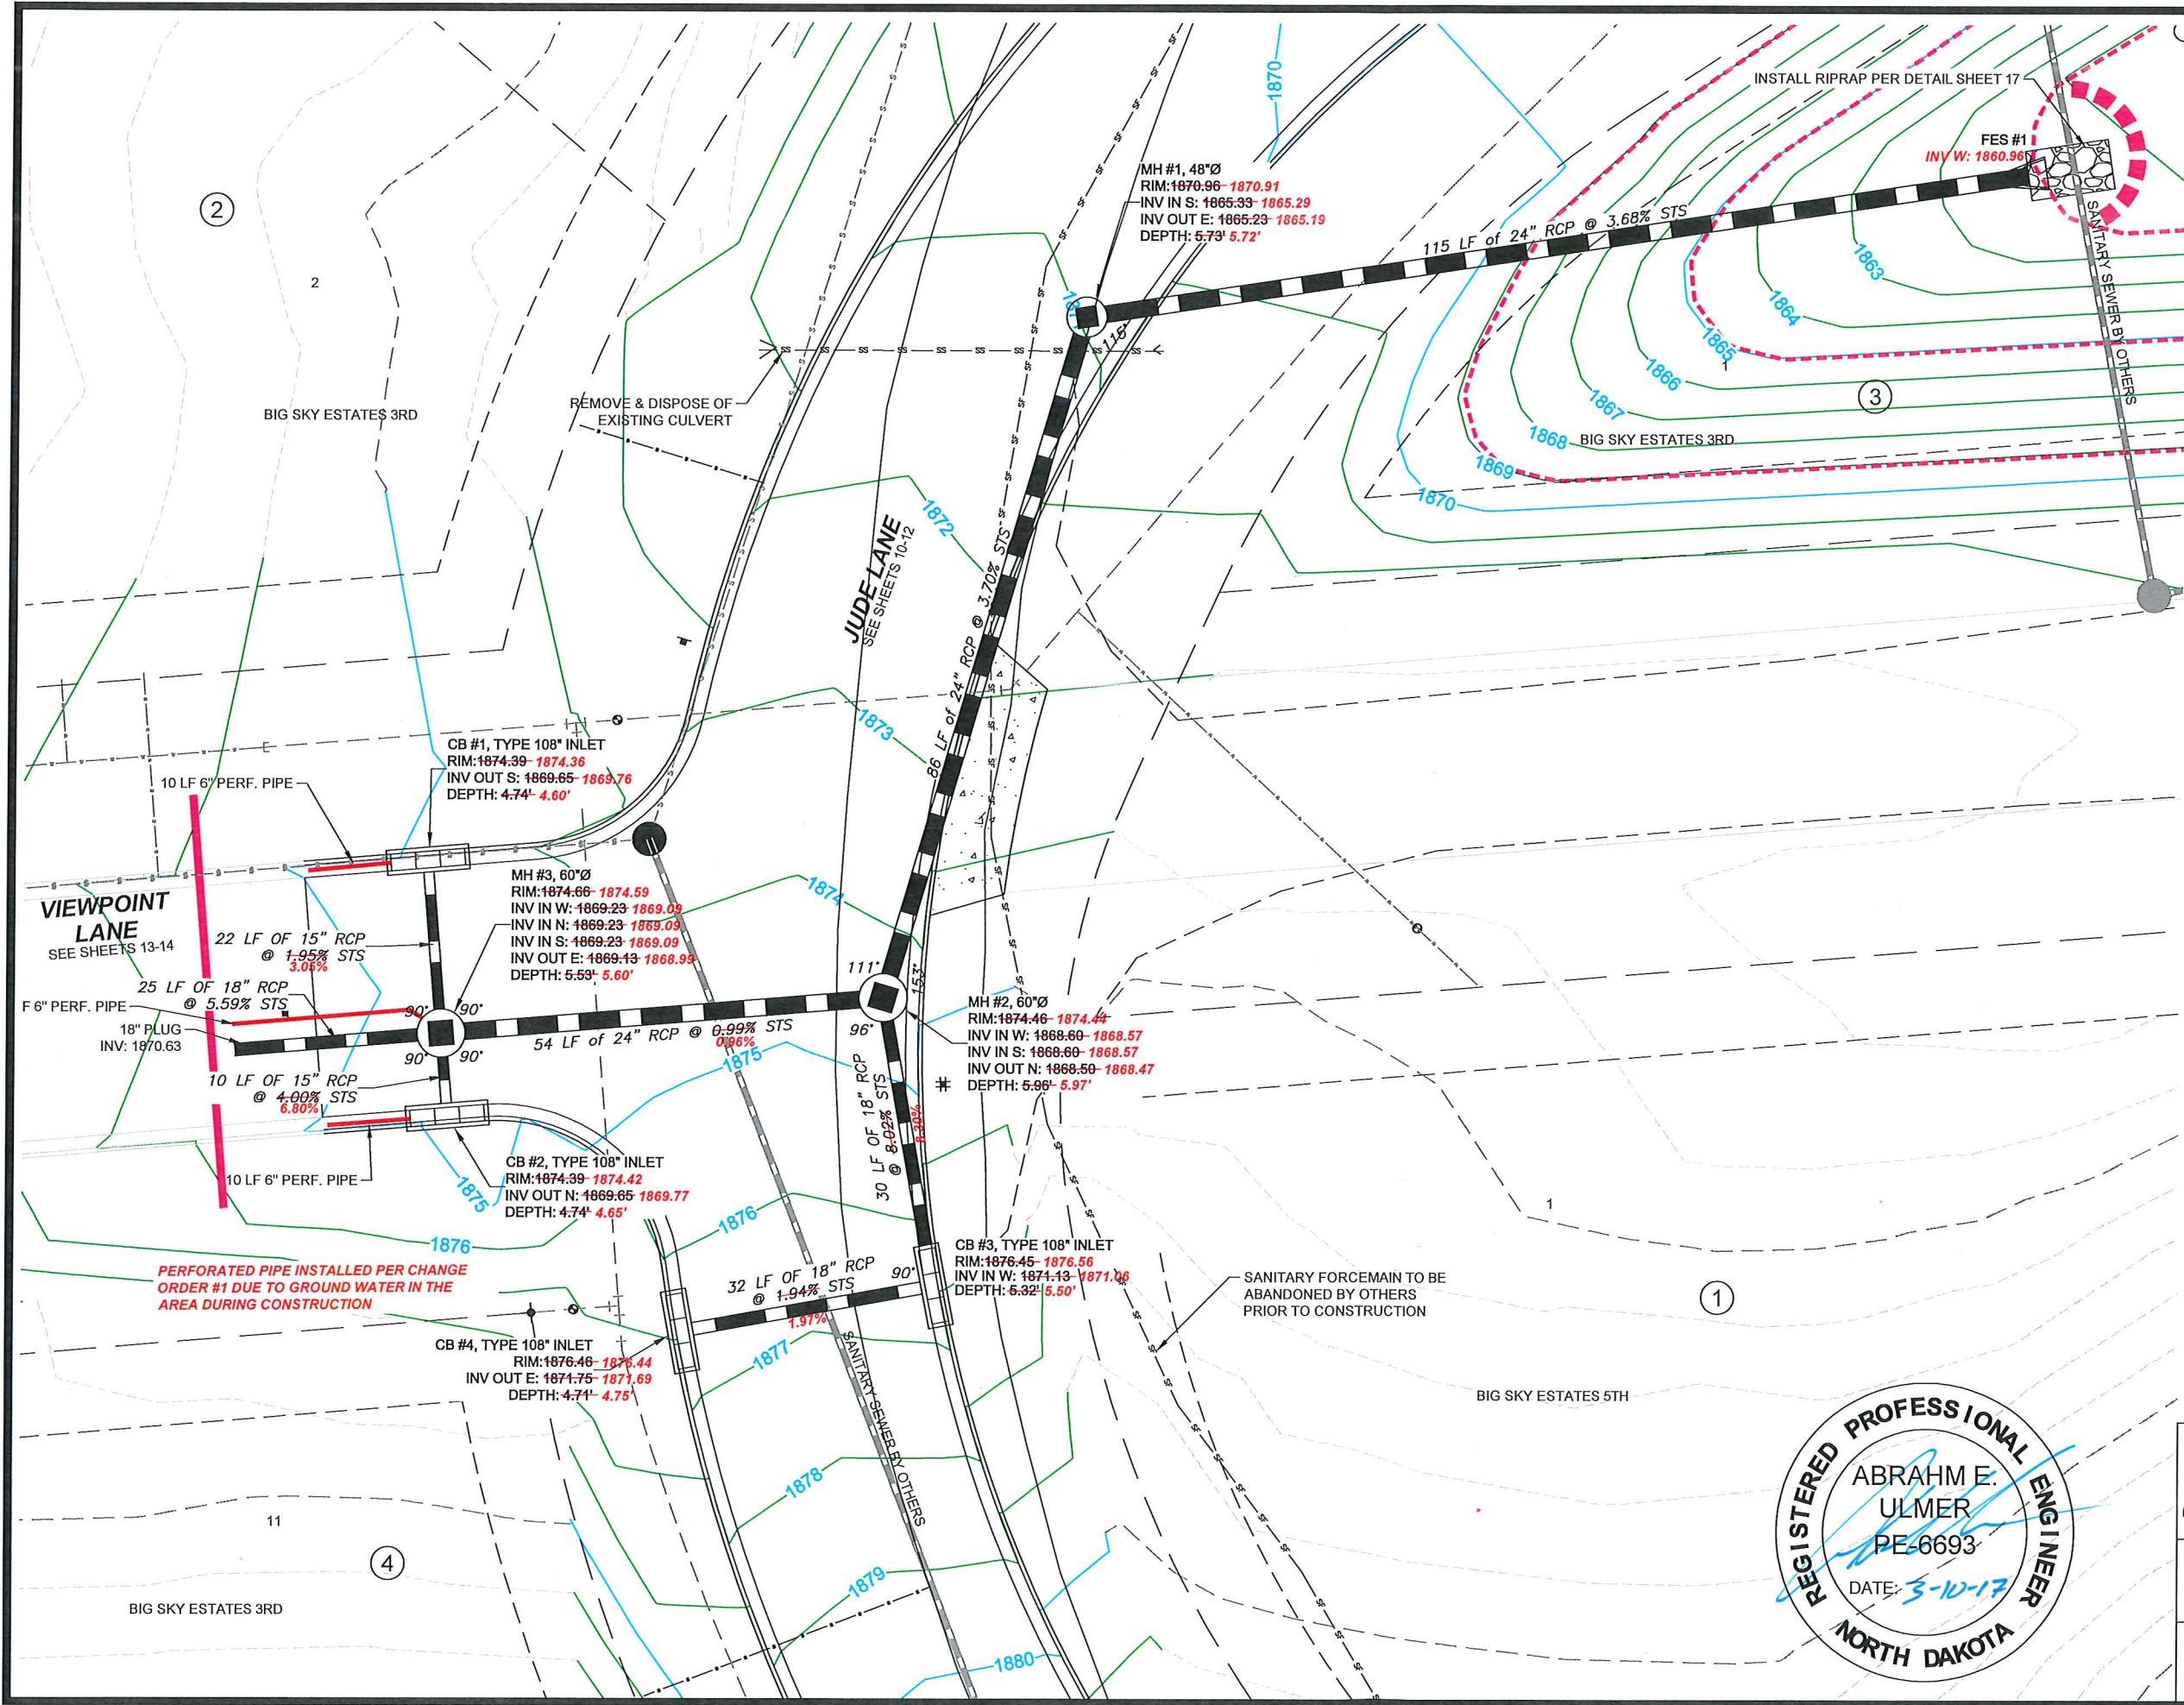 INSTALL RIPRAP PER DETAIL SHEET 17
FES #1
INV W: 1860.96
1870
MH #1, 48"Ø
RIM: 1870.96 1870.91
INV IN S: 1865.33 1865.29
INV OUT E: 1865.23 1865.19
DEPTH: 5.73' 5.72'
115 LF of 24" RCP @ 3.68% STS
SANITARY SEWER BY OTHERS
2
2
1863
1864
1865
1866
1867
1868
1869
1870
1
3
BIG SKY ESTATES 3RD
115°
REMOVE & DISPOSE OF
EXISTING CULVERT
BIG SKY ESTATES 3RD
1872
JUDE LANE
SEE SHEETS 10-12
86 LF of 24" RCP @ 3.70% STS
1873
CB #1, TYPE 108" INLET
RIM: 1874.39 1874.36
INV OUT S: 1869.65 1869.76
DEPTH: 4.74' 4.60'
10 LF 6" PERF. PIPE
MH #3, 60"Ø
RIM: 1874.66 1874.59
INV IN W: 1869.23 1869.09
INV IN N: 1869.23 1869.09
INV IN S: 1869.23 1869.09
INV OUT E: 1869.13 1868.99
DEPTH: 5.53' 5.60'
1874
VIEWPOINT
LANE
SEE SHEETS 13-14
22 LF OF 15" RCP
@ 1.95% STS
3.05%
25 LF OF 18" RCP
@ 5.59% STS
F 6" PERF. PIPE
18" PLUG
INV: 1870.63
90°
90°
90°
90°
54 LF of 24" RCP @ 0.99% STS
0.96%
111°
153°
96°
MH #2, 60"Ø
RIM: 1874.46 1874.44
INV IN W: 1868.60 1868.57
INV IN S: 1868.60 1868.57
INV OUT N: 1868.50 1868.47
DEPTH: 5.96' 5.97'
1875
10 LF OF 15" RCP
@ 4.00% STS
6.80%
30 LF OF 18" RCP
@ 8.02% STS
8.30%
10 LF 6" PERF. PIPE
CB #2, TYPE 108" INLET
RIM: 1874.39 1874.42
INV OUT N: 1869.65 1869.77
DEPTH: 4.74' 4.65'
1875
1876
1876
PERFORATED PIPE INSTALLED PER CHANGE
ORDER #1 DUE TO GROUND WATER IN THE
AREA DURING CONSTRUCTION
32 LF OF 18" RCP
@ 1.94% STS
1.97%
90°
CB #3, TYPE 108" INLET
RIM: 1876.45 1876.56
INV IN W: 1871.13 1871.06
DEPTH: 5.32' 5.50'
SANITARY FORCEMAIN TO BE
ABANDONED BY OTHERS
PRIOR TO CONSTRUCTION
1
1
CB #4, TYPE 108" INLET
RIM: 1876.46 1876.44
INV OUT E: 1871.75 1871.69
DEPTH: 4.71' 4.75'
1877
SANITARY SEWER BY OTHERS
BIG SKY ESTATES 5TH
1878
11
4
1879
BIG SKY ESTATES 3RD
1880
REGISTERED PROFESSIONAL ENGINEER
ABRAHM E.
ULMER
PE-6693
DATE: 3-10-17
NORTH DAKOTA